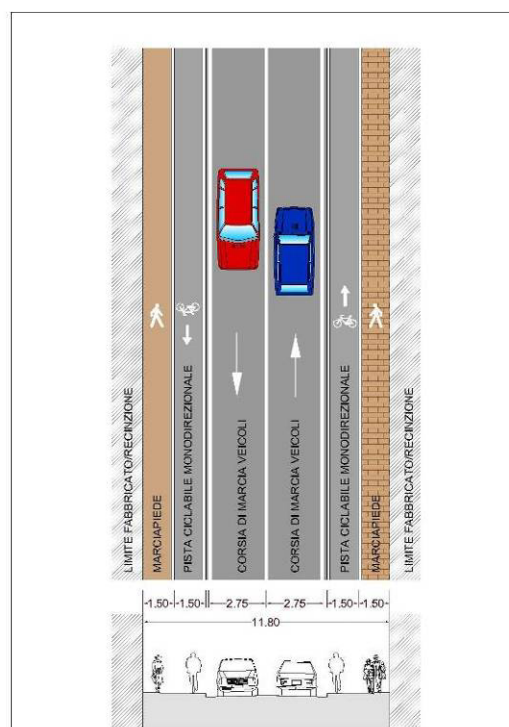 LIMITE FABBRICATO/RECINZIONE
MARCIAPIEDE
PISTA CICLABILE MONODIREZIONALE
CORSIA DI MARCIA VEICOLI
CORSIA DI MARCIA VEICOLI
PISTA CICLABILE MONODIREZIONALE
MARCIAPIEDE
LIMITE FABBRICATO/RECINZIONE
1.50 1.50 2.75 2.75 1.50 1.50
11.80